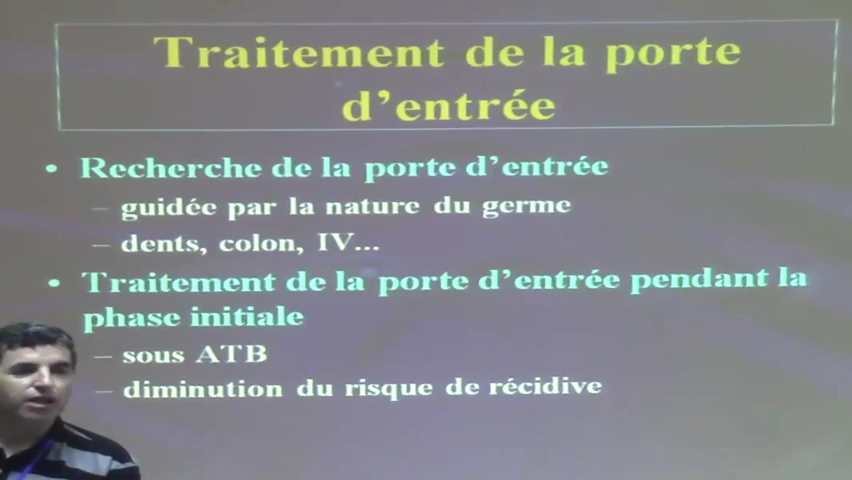 Traitement de la porte
d'entrée
• Recherche de la porte d'entrée
– guidée par la nature du germe
– dents, colon, IV...
• Traitement de la porte d'entrée pendant la
phase initiale
– sous ATB
– diminution du risque de récidive